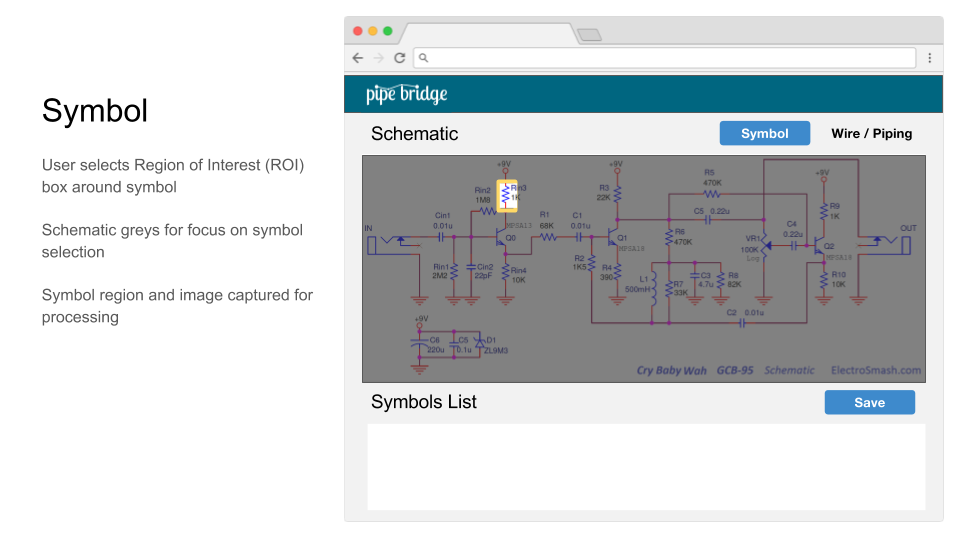 Symbol
User selects Region of Interest (ROI)
box around symbol
Schematic greys for focus on symbol
selection
Symbol region and image captured for
processing
pipe bridge
Schematic
Symbol
Wire / Piping
+9V
+9V
+9V
Rin3
1K
Rin2
1M8
R3
22K
R5
470K
R9
1K
Cin1
0.01u
MPSA13
R1
68K
C1
0.01u
C5 0.22u
C4
0.22u
IN
OUT
Q0
Q1
MPSA18
R6
470K
VR1
100K
Log
Q2
MPSA18
Rin1
2M2
Cin2
22pF
Rin4
10K
R2
1K5
R4
390
L1
500mH
R7
33K
C3
4.7u
R8
82K
R10
10K
C2 0.01u
+9V
C6
220u
C5
0.1u
D1
ZL9M3
Cry Baby Wah GCB-95 Schematic ElectroSmash.com
Symbols List
Save